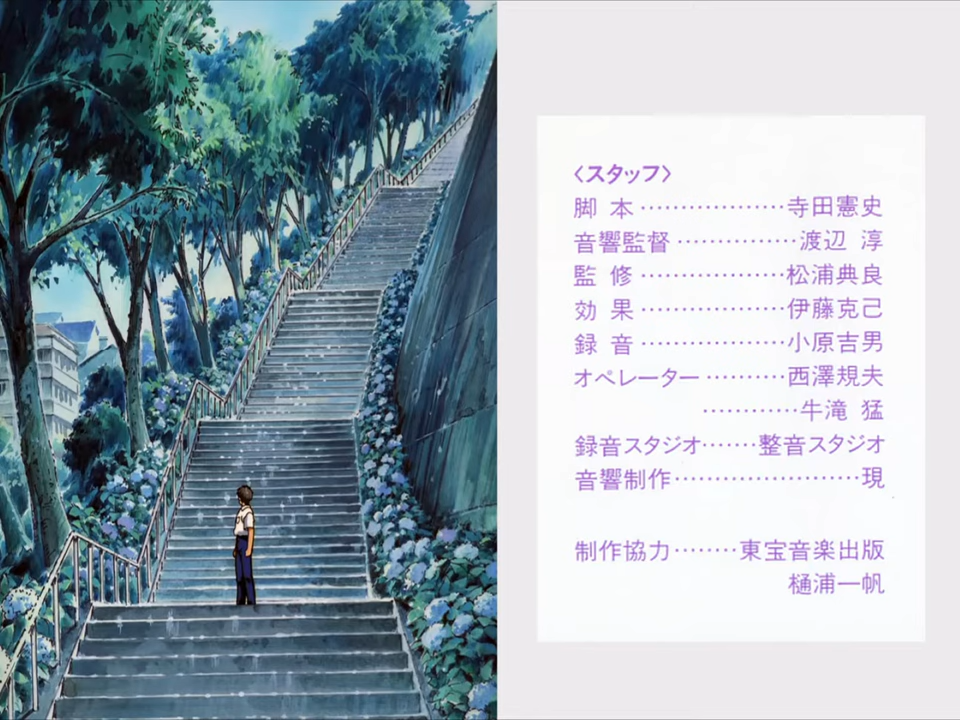 〈スタッフ〉
脚 本‥‥‥‥‥‥‥‥‥寺田憲史
音響監督‥‥‥‥‥‥‥渡辺 淳
監 修‥‥‥‥‥‥‥‥‥松浦典良
効 果‥‥‥‥‥‥‥‥‥伊藤克己
録 音‥‥‥‥‥‥‥‥‥小原吉男
オペレーター‥‥‥‥‥西澤規夫
‥‥‥‥‥‥牛滝 猛
録音スタジオ‥‥‥整音スタジオ
音響制作‥‥‥‥‥‥‥‥‥‥‥現
制作協力‥‥‥‥東宝音楽出版
樋浦一帆